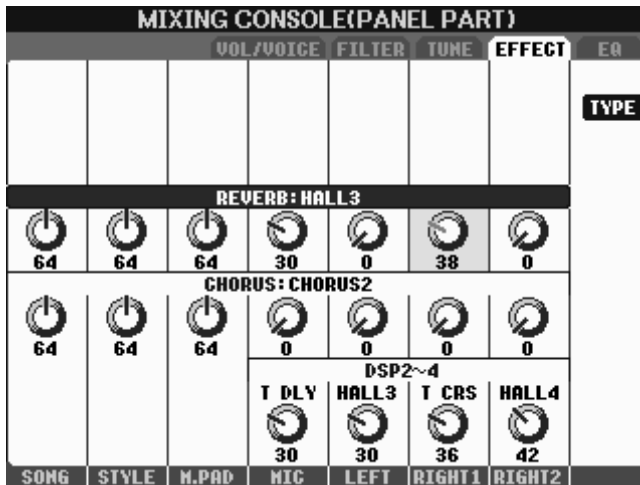 MIXING CONSOLE(PANEL PART)
VOL/VOICE FILTER TUNE EFFECT EQ
TYPE
REVERB:HALL3
64 64 64 30 0 38 0
CHORUS:CHORUS2
64 64 64 0 0 0 0
DSP2~4
T DLY HALL3 T CRS HALL4
30 30 36 42
SONG STYLE M.PAD MIC LEFT RIGHT1 RIGHT2